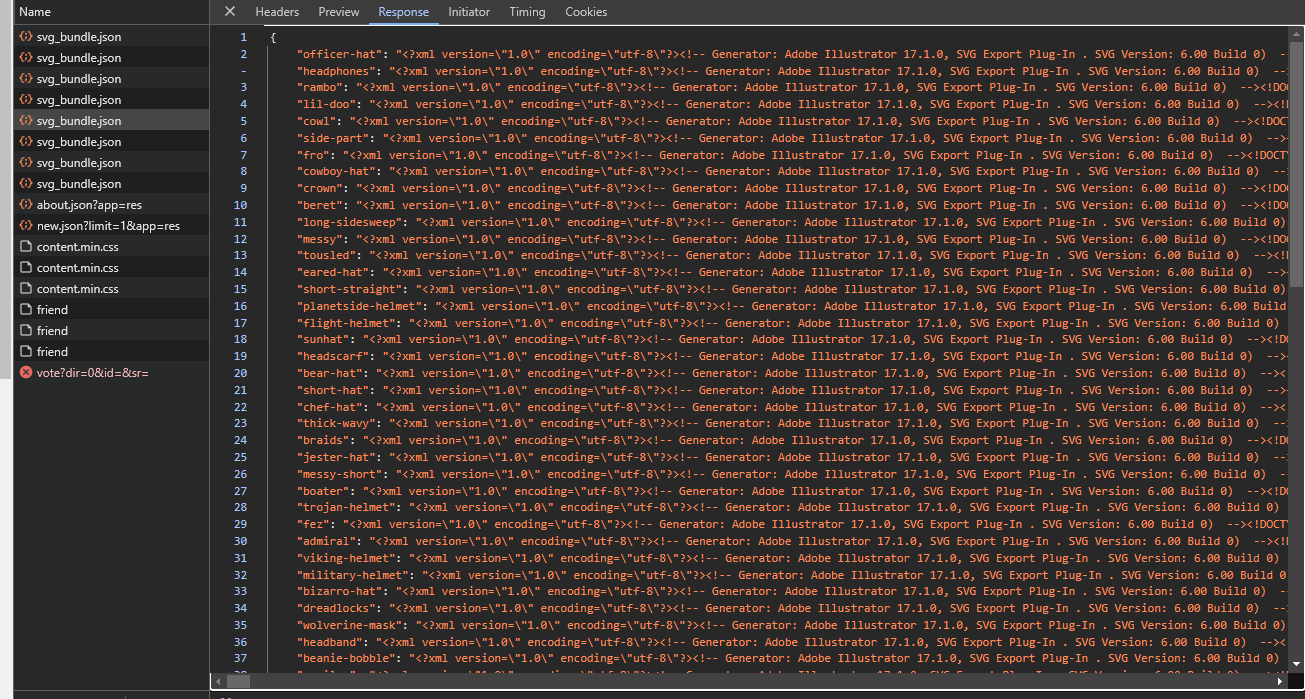 Name
svg_bundle.json
svg_bundle.json
svg_bundle.json
svg_bundle.json
svg_bundle.json
svg_bundle.json
svg_bundle.json
svg_bundle.json
about.json?app=res
new.json?limit=1&app=res
content.min.css
content.min.css
content.min.css
friend
friend
friend
vote?dir=0&id=&sr=
Headers Preview Response Initiator Timing Cookies
1 {
2 "officer-hat": "<?xml version=\"1.0\" encoding=\"utf-8\"?><!-- Generator: Adobe Illustrator 17.1.0, SVG Export Plug-In . SVG Version: 6.00 Build 0) --
- "headphones": "<?xml version=\"1.0\" encoding=\"utf-8\"?><!-- Generator: Adobe Illustrator 17.1.0, SVG Export Plug-In . SVG Version: 6.00 Build 0) --
3 "rambo": "<?xml version=\"1.0\" encoding=\"utf-8\"?><!-- Generator: Adobe Illustrator 17.1.0, SVG Export Plug-In . SVG Version: 6.00 Build 0) --><!DO
4 "lil-doo": "<?xml version=\"1.0\" encoding=\"utf-8\"?><!-- Generator: Adobe Illustrator 17.1.0, SVG Export Plug-In . SVG Version: 6.00 Build 0) --><!
5 "cowl": "<?xml version=\"1.0\" encoding=\"utf-8\"?><!-- Generator: Adobe Illustrator 17.1.0, SVG Export Plug-In . SVG Version: 6.00 Build 0) --><!DOC
6 "side-part": "<?xml version=\"1.0\" encoding=\"utf-8\"?><!-- Generator: Adobe Illustrator 17.1.0, SVG Export Plug-In . SVG Version: 6.00 Build 0) -->
7 "fro": "<?xml version=\"1.0\" encoding=\"utf-8\"?><!-- Generator: Adobe Illustrator 17.1.0, SVG Export Plug-In . SVG Version: 6.00 Build 0) --><!DOCT
8 "cowboy-hat": "<?xml version=\"1.0\" encoding=\"utf-8\"?><!-- Generator: Adobe Illustrator 17.1.0, SVG Export Plug-In . SVG Version: 6.00 Build 0) --
9 "crown": "<?xml version=\"1.0\" encoding=\"utf-8\"?><!-- Generator: Adobe Illustrator 17.1.0, SVG Export Plug-In . SVG Version: 6.00 Build 0) --><!DO
10 "beret": "<?xml version=\"1.0\" encoding=\"utf-8\"?><!-- Generator: Adobe Illustrator 17.1.0, SVG Export Plug-In . SVG Version: 6.00 Build 0) --><!DO
11 "long-sidesweep": "<?xml version=\"1.0\" encoding=\"utf-8\"?><!-- Generator: Adobe Illustrator 17.1.0, SVG Export Plug-In . SVG Version: 6.00 Build 0)
12 "messy": "<?xml version=\"1.0\" encoding=\"utf-8\"?><!-- Generator: Adobe Illustrator 17.1.0, SVG Export Plug-In . SVG Version: 6.00 Build 0) --><!DO
13 "tousled": "<?xml version=\"1.0\" encoding=\"utf-8\"?><!-- Generator: Adobe Illustrator 17.1.0, SVG Export Plug-In . SVG Version: 6.00 Build 0) --><!
14 "eared-hat": "<?xml version=\"1.0\" encoding=\"utf-8\"?><!-- Generator: Adobe Illustrator 17.1.0, SVG Export Plug-In . SVG Version: 6.00 Build 0) -->
15 "short-straight": "<?xml version=\"1.0\" encoding=\"utf-8\"?><!-- Generator: Adobe Illustrator 17.1.0, SVG Export Plug-In . SVG Version: 6.00 Build 0)
16 "planetside-helmet": "<?xml version=\"1.0\" encoding=\"utf-8\"?><!-- Generator: Adobe Illustrator 17.1.0, SVG Export Plug-In . SVG Version: 6.00 Build
17 "flight-helmet": "<?xml version=\"1.0\" encoding=\"utf-8\"?><!-- Generator: Adobe Illustrator 17.1.0, SVG Export Plug-In . SVG Version: 6.00 Build 0)
18 "sunhat": "<?xml version=\"1.0\" encoding=\"utf-8\"?><!-- Generator: Adobe Illustrator 17.1.0, SVG Export Plug-In . SVG Version: 6.00 Build 0) --><!D
19 "headscarf": "<?xml version=\"1.0\" encoding=\"utf-8\"?><!-- Generator: Adobe Illustrator 17.1.0, SVG Export Plug-In . SVG Version: 6.00 Build 0) -->
20 "bear-hat": "<?xml version=\"1.0\" encoding=\"utf-8\"?><!-- Generator: Adobe Illustrator 17.1.0, SVG Export Plug-In . SVG Version: 6.00 Build 0) --><
21 "short-hat": "<?xml version=\"1.0\" encoding=\"utf-8\"?><!-- Generator: Adobe Illustrator 17.1.0, SVG Export Plug-In . SVG Version: 6.00 Build 0) -->
22 "chef-hat": "<?xml version=\"1.0\" encoding=\"utf-8\"?><!-- Generator: Adobe Illustrator 17.1.0, SVG Export Plug-In . SVG Version: 6.00 Build 0) --><
23 "thick-wavy": "<?xml version=\"1.0\" encoding=\"utf-8\"?><!-- Generator: Adobe Illustrator 17.1.0, SVG Export Plug-In . SVG Version: 6.00 Build 0) --
24 "braids": "<?xml version=\"1.0\" encoding=\"utf-8\"?><!-- Generator: Adobe Illustrator 17.1.0, SVG Export Plug-In . SVG Version: 6.00 Build 0) --><!D
25 "jester-hat": "<?xml version=\"1.0\" encoding=\"utf-8\"?><!-- Generator: Adobe Illustrator 17.1.0, SVG Export Plug-In . SVG Version: 6.00 Build 0) --
26 "messy-short": "<?xml version=\"1.0\" encoding=\"utf-8\"?><!-- Generator: Adobe Illustrator 17.1.0, SVG Export Plug-In . SVG Version: 6.00 Build 0) --
27 "boater": "<?xml version=\"1.0\" encoding=\"utf-8\"?><!-- Generator: Adobe Illustrator 17.1.0, SVG Export Plug-In . SVG Version: 6.00 Build 0) --><!D
28 "trojan-helmet": "<?xml version=\"1.0\" encoding=\"utf-8\"?><!-- Generator: Adobe Illustrator 17.1.0, SVG Export Plug-In . SVG Version: 6.00 Build 0)
29 "fez": "<?xml version=\"1.0\" encoding=\"utf-8\"?><!-- Generator: Adobe Illustrator 17.1.0, SVG Export Plug-In . SVG Version: 6.00 Build 0) --><!DOCT
30 "admiral": "<?xml version=\"1.0\" encoding=\"utf-8\"?><!-- Generator: Adobe Illustrator 17.1.0, SVG Export Plug-In . SVG Version: 6.00 Build 0) --><!
31 "viking-helmet": "<?xml version=\"1.0\" encoding=\"utf-8\"?><!-- Generator: Adobe Illustrator 17.1.0, SVG Export Plug-In . SVG Version: 6.00 Build 0)
32 "military-helmet": "<?xml version=\"1.0\" encoding=\"utf-8\"?><!-- Generator: Adobe Illustrator 17.1.0, SVG Export Plug-In . SVG Version: 6.00 Build 0
33 "bizarro-hat": "<?xml version=\"1.0\" encoding=\"utf-8\"?><!-- Generator: Adobe Illustrator 17.1.0, SVG Export Plug-In . SVG Version: 6.00 Build 0) --
34 "dreadlocks": "<?xml version=\"1.0\" encoding=\"utf-8\"?><!-- Generator: Adobe Illustrator 17.1.0, SVG Export Plug-In . SVG Version: 6.00 Build 0) --
35 "wolverine-mask": "<?xml version=\"1.0\" encoding=\"utf-8\"?><!-- Generator: Adobe Illustrator 17.1.0, SVG Export Plug-In . SVG Version: 6.00 Build 0)
36 "headband": "<?xml version=\"1.0\" encoding=\"utf-8\"?><!-- Generator: Adobe Illustrator 17.1.0, SVG Export Plug-In . SVG Version: 6.00 Build 0) --><
37 "beanie-bobble": "<?xml version=\"1.0\" encoding=\"utf-8\"?><!-- Generator: Adobe Illustrator 17.1.0, SVG Export Plug-In . SVG Version: 6.00 Build 0)